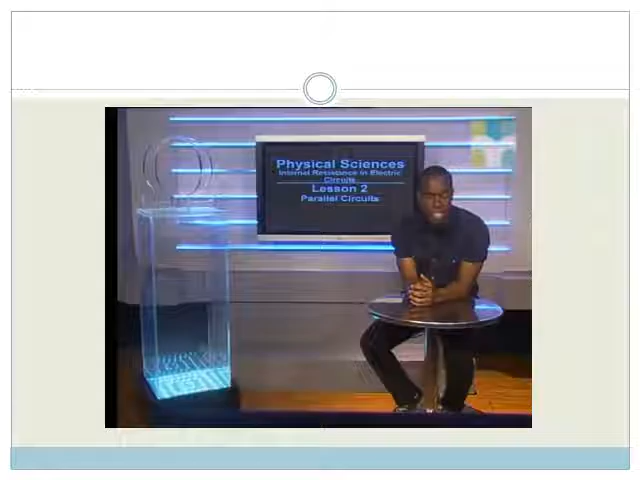 Physical Sciences
Internal Resistance in Electric
Circuits
Lesson 2
Parallel Circuits